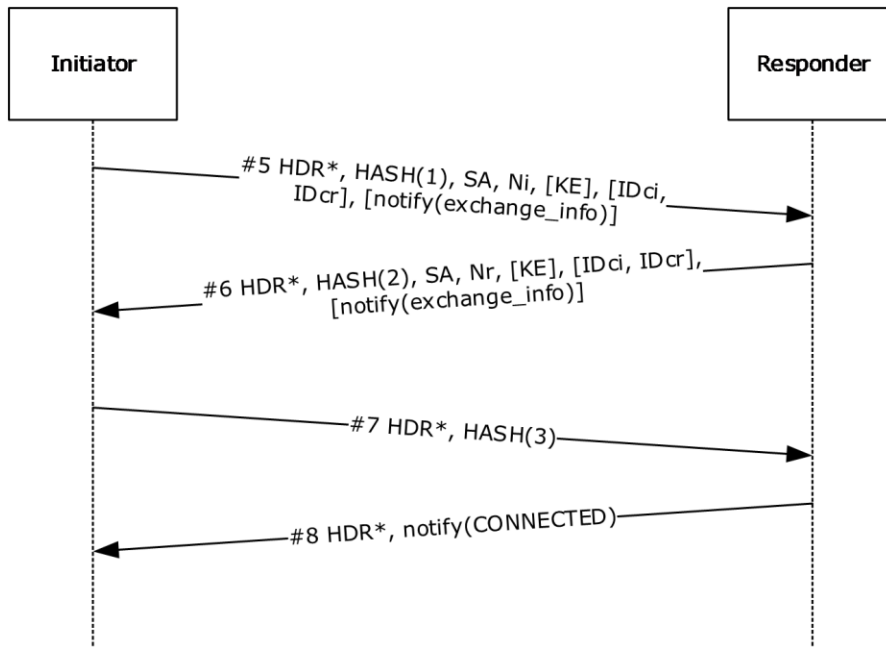 Initiator
Responder
#5 HDR*, HASH(1), SA, Ni, [KE], [IDci,
IDcr], [notify(exchange_info)]
#6 HDR*, HASH(2), SA, Nr, [KE], [IDci, IDcr],
[notify(exchange_info)]
#7 HDR*, HASH(3)
#8 HDR*, notify(CONNECTED)